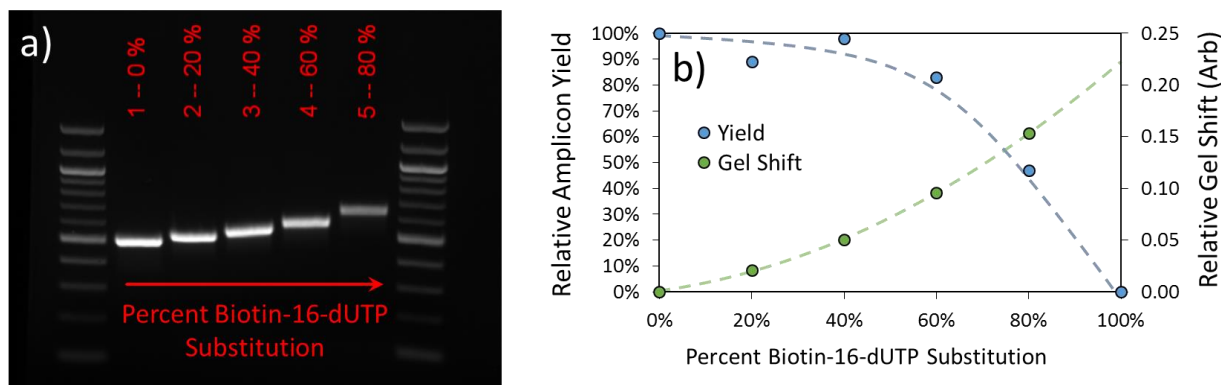 a)
1 -- 0 %
2 -- 20 %
3 -- 40 %
4 -- 60 %
5 -- 80 %
Percent Biotin-16-dUTP
Substitution
b)
Relative Amplicon Yield
100%
90%
80%
70%
60%
50%
40%
30%
20%
10%
0%
Yield
Gel Shift
0.25
0.20
0.15
0.10
0.05
0.00
Relative Gel Shift (Arb)
0%
20%
40%
60%
80%
100%
Percent Biotin-16-dUTP Substitution